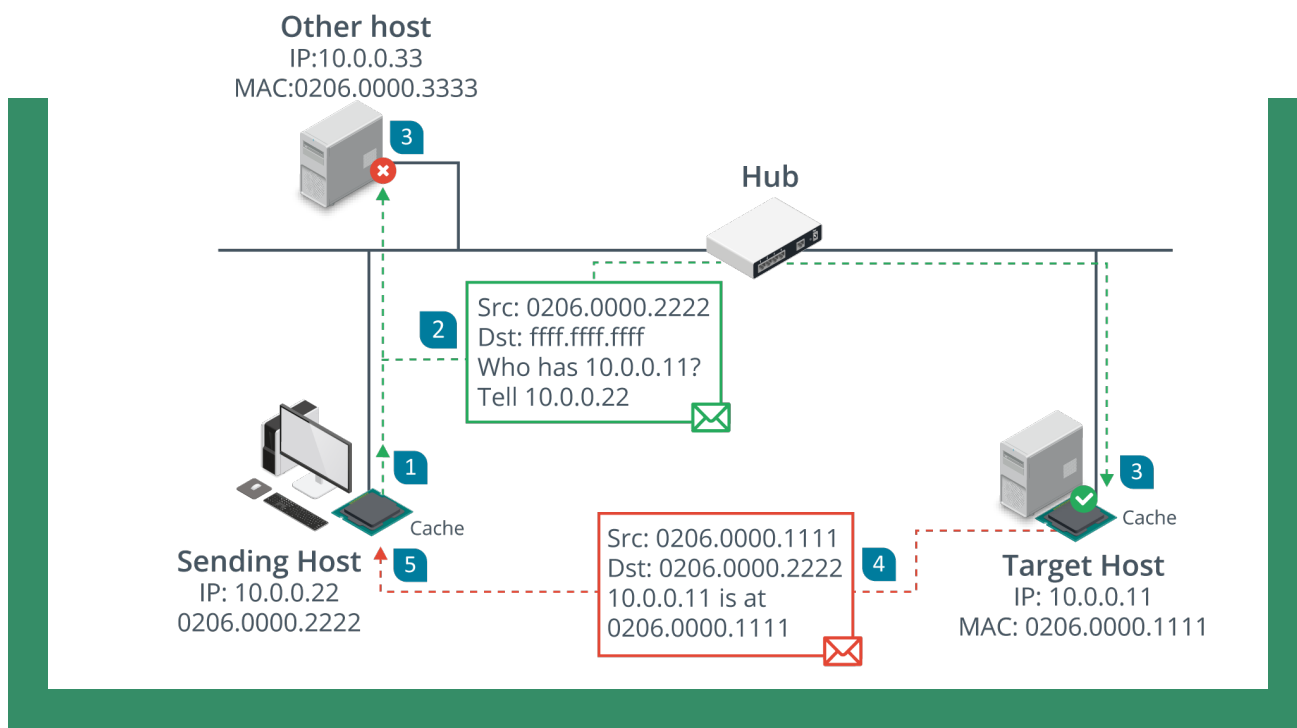 Other host
IP:10.0.0.33
MAC:0206.0000.3333
3
Hub
2
Src: 0206.0000.2222
Dst: ffff.ffff.ffff
Who has 10.0.0.11?
Tell 10.0.0.22
1
Cache
Sending Host
IP: 10.0.0.22
0206.0000.2222
5
Src: 0206.0000.1111
Dst: 0206.0000.2222
10.0.0.11 is at
0206.0000.1111
4
3
Cache
Target Host
IP: 10.0.0.11
MAC: 0206.0000.1111